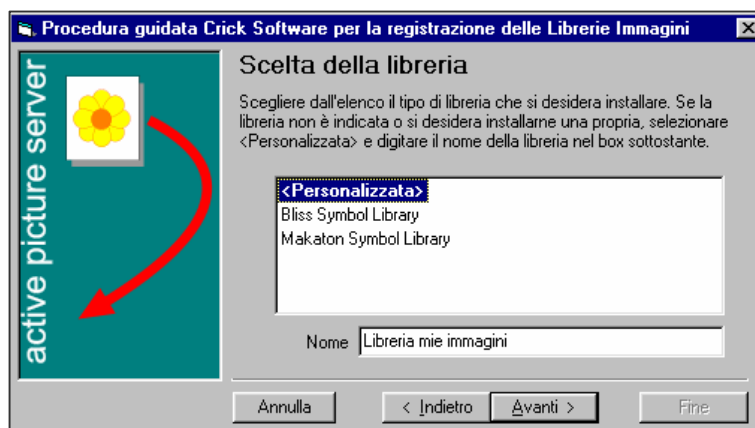 Procedura guidata Crick Software per la registrazione delle Librerie Immagini
active picture server
Scelta della libreria
Scegliere dall'elenco il tipo di libreria che si desidera installare. Se la
libreria non è indicata o si desidera installarne una propria, selezionare
<Personalizzata> e digitare il nome della libreria nel box sottostante.
<Personalizzata>
Bliss Symbol Library
Makaton Symbol Library
Nome Libreria mie immagini
Annulla < Indietro Avanti > Fine